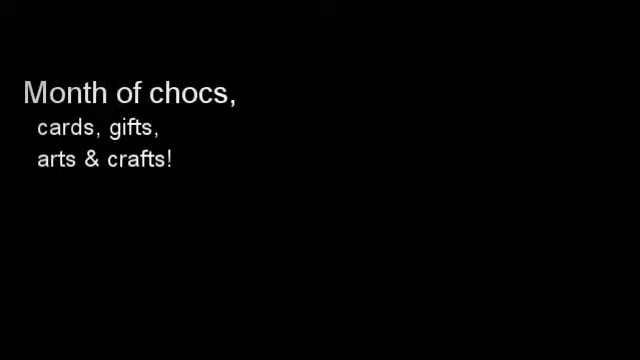 Month of chocs,
cards, gifts,
arts & crafts!